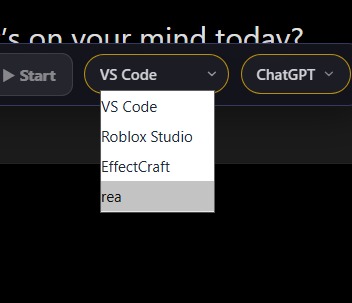 's on your mind today?
Start
VS Code
ChatGPT
VS Code
Roblox Studio
EffectCraft
rea